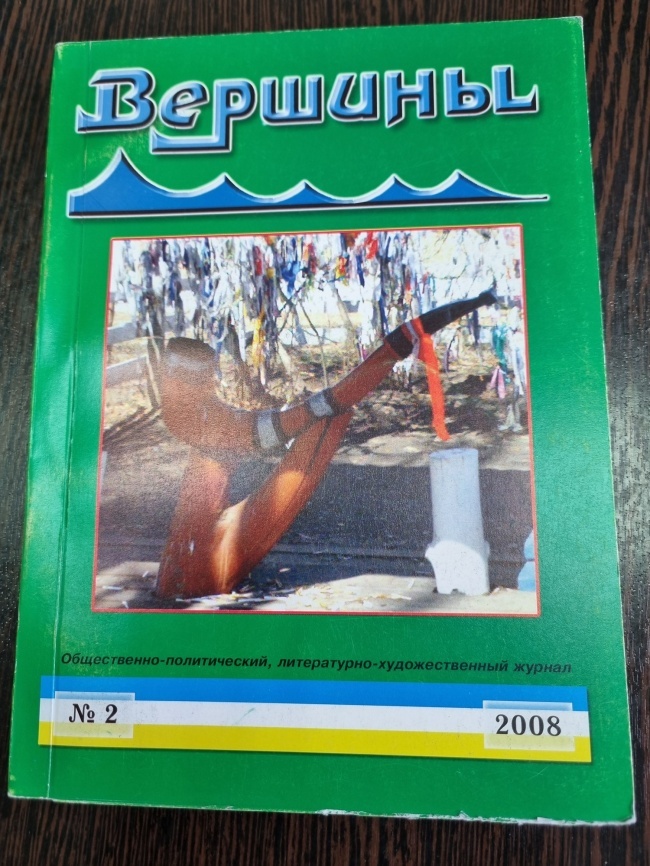 Вершины
Общественно-политический, литературно-художественный журнал
№ 2
2008